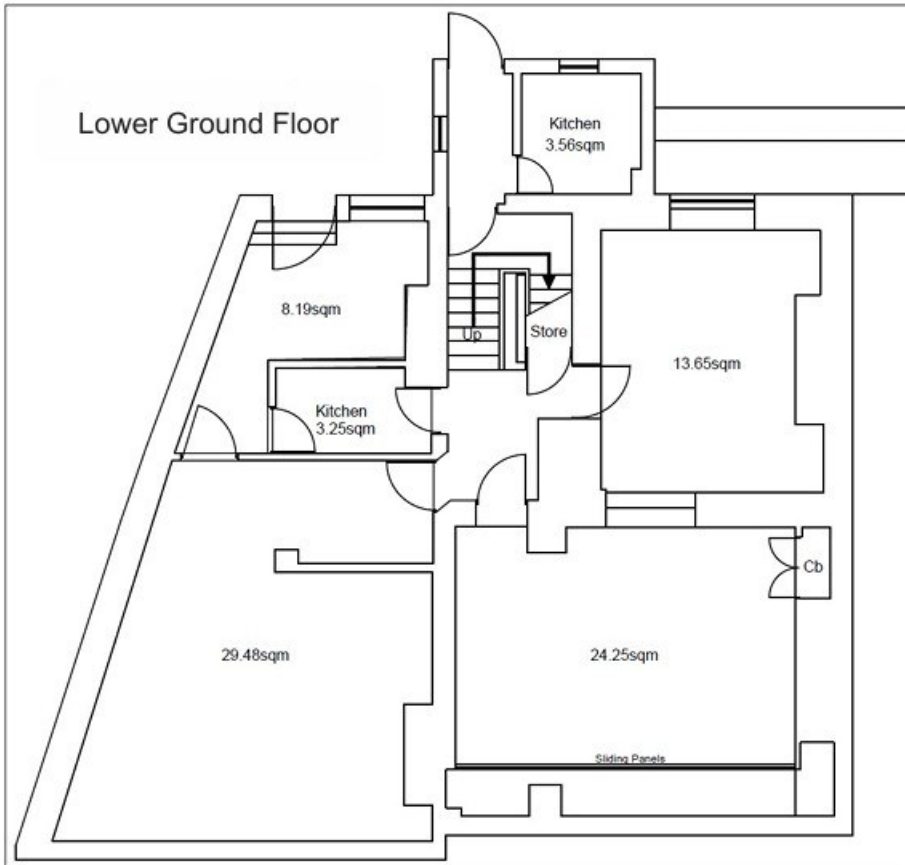 Lower Ground Floor
Kitchen
3.56sqm
8.19sqm
Up
Store
13.65sqm
Kitchen
3.25sqm
Cb
29.48sqm
24.25sqm
Sliding Panels